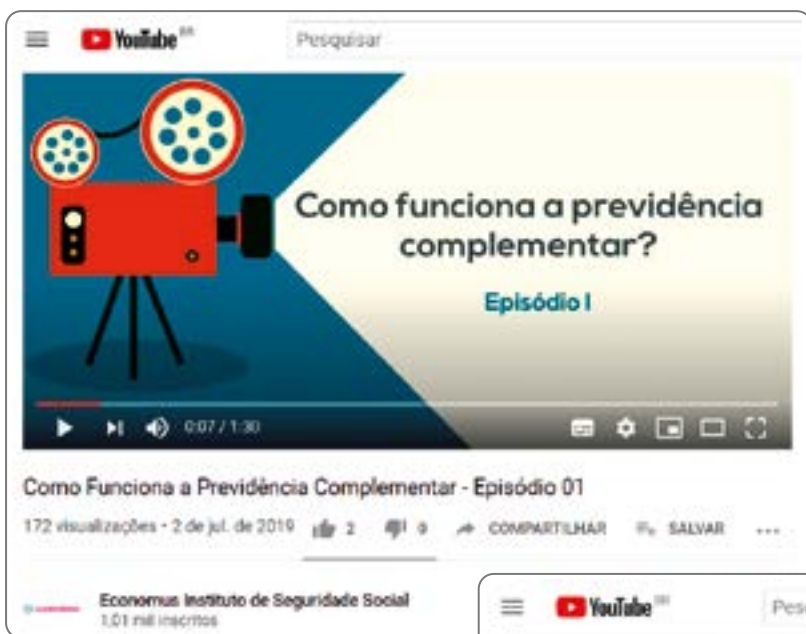 YouTube BR
Pesquisar
Como funciona a previdência
complementar?
Episódio I
0:07 / 1:30
Como Funciona a Previdência Complementar - Episódio 01
172 visualizações • 2 de jul. de 2019
2
0
COMPARTILHAR
SALVAR
Economus Instituto de Seguridade Social
1,01 mil inscritos
YouTube
Pes